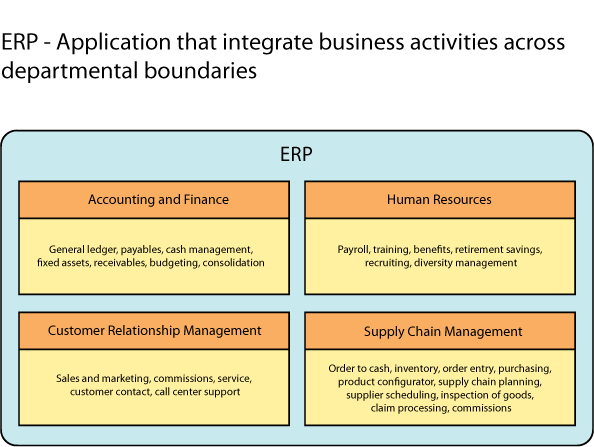 ERP - Application that integrate business activities across
departmental boundaries
ERP
Accounting and Finance
General ledger, payables, cash management,
fixed assets, receivables, budgeting, consolidation
Human Resources
Payroll, training, benefits, retirement savings,
recruiting, diversity management
Customer Relationship Management
Sales and marketing, commissions, service,
customer contact, call center support
Supply Chain Management
Order to cash, inventory, order entry, purchasing,
product configurator, supply chain planning,
supplier scheduling, inspection of goods,
claim processing, commissions